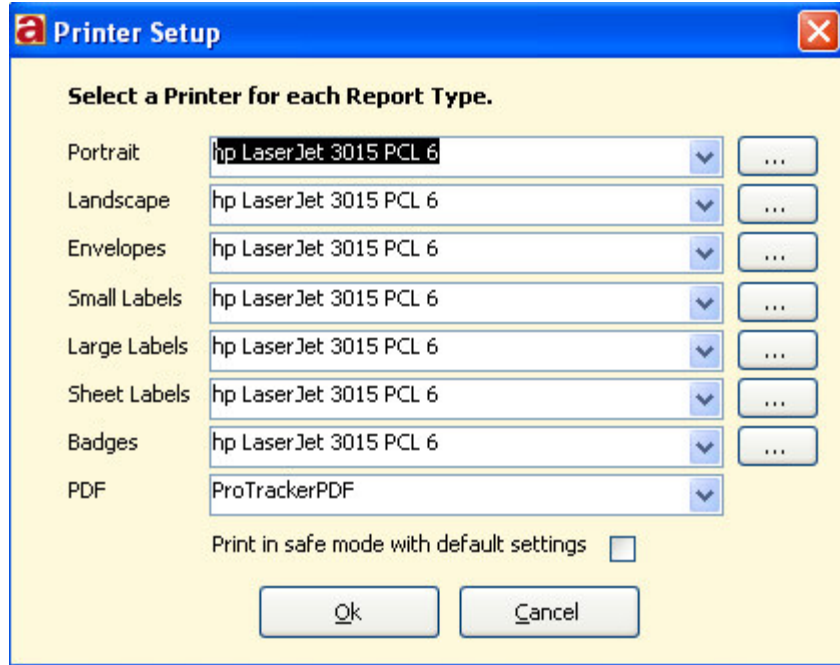 a Printer Setup
Select a Printer for each Report Type.
Portrait hp LaserJet 3015 PCL 6 ...
Landscape hp LaserJet 3015 PCL 6 ...
Envelopes hp LaserJet 3015 PCL 6 ...
Small Labels hp LaserJet 3015 PCL 6 ...
Large Labels hp LaserJet 3015 PCL 6 ...
Sheet Labels hp LaserJet 3015 PCL 6 ...
Badges hp LaserJet 3015 PCL 6 ...
PDF ProTrackerPDF
Print in safe mode with default settings
Ok Cancel